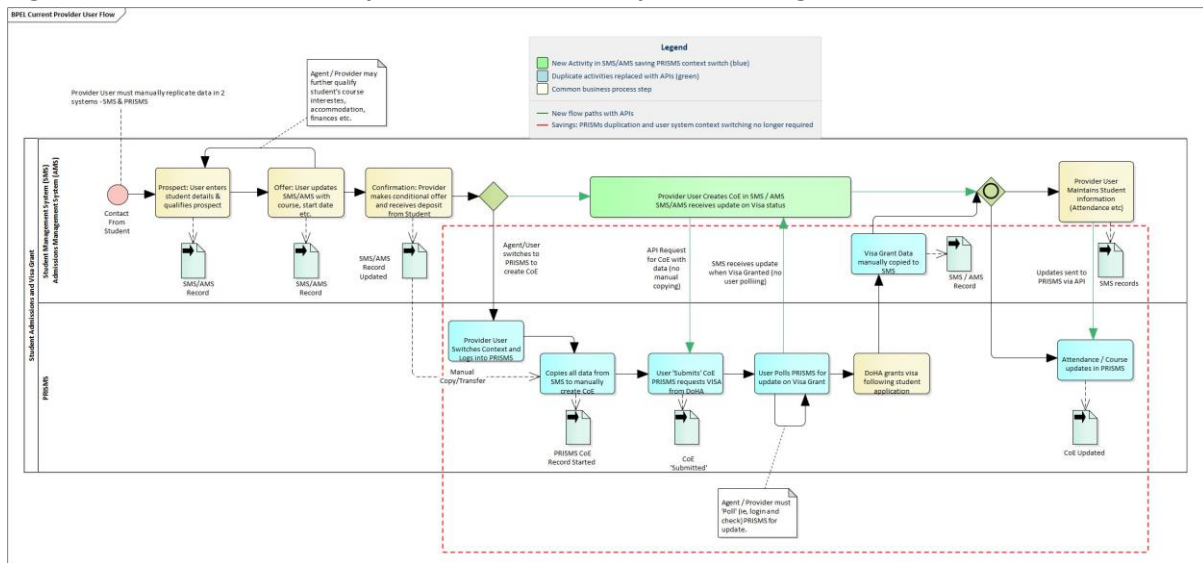 BPEL Current Provider User Flow
Legend
New Activity in SMS/AMS saving PRISMS context switch (blue)
Duplicate activities replaced with APIs (green)
Common business process step
New flow paths with APIs
Savings: PRISMs duplication and user system context switching no longer required
Provider User must manually replicate data in 2
systems - SMS & PRISMS
Agent / Provider may
further qualify
student's course
interestes,
accommodation,
finances etc.
Student Admissions and Visa Grant
Student Management System (SMS)
Admissions Management System (AMS)
Contact
From
Student
Prospect: User enters
student details &
qualifies prospect
Offer: User updates
SMS/AMS with
course, start date
etc.
Confirmation: Provider
makes conditional offer
and receives deposit
from Student
Provider User Creates CoE in SMS / AMS
SMS/AMS receives update on Visa status
Provider User
Maintains Student
information
(Attendance etc)
SMS/AMS
Record
SMS/AMS
Record
SMS/AMS
Record
Updated
Agent/User
switches to
PRISMS to
create CoE
API Request
for CoE with
data (no
manual
copying)
SMS receives update
when Visa Granted (no
user polliing)
Visa Grant Data
manually copied to
SMS
SMS / AMS
Record
Updates sent to
PRISMS via API
SMS records
PRISMS
Provider User
Switches Context and
Logs into PRISMS
Manual
Copy/Transfer
Copies all data from
SMS to manually
create CoE
User 'Submits' CoE
PRISMS requests VISA
from DoHA
User Polls PRISMS for
update on Visa Grant
DoHA grants visa
following student
application
Attendance / Course
updates in PRISMS
PRISMS CoE
Record Started
CoE
'Submitted'
CoE Updated
Agent / Provider must
'Poll' (ie, login and
check) PRISMS for
update.